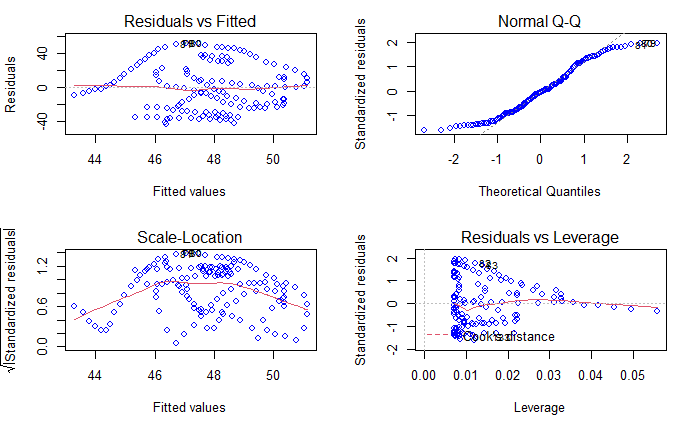 Residuals vs Fitted
Residuals
-40
0
40
44
46
48
50
Fitted values
Normal Q-Q
Standardized residuals
-1
0
1
2
-2
-1
0
1
2
Theoretical Quantiles
Scale-Location
√|Standardized residuals|
0.0
0.6
1.2
44
46
48
50
Fitted values
Residuals vs Leverage
Standardized residuals
-2
-1
0
1
2
Cook's distance
0.00
0.01
0.02
0.03
0.04
0.05
Leverage